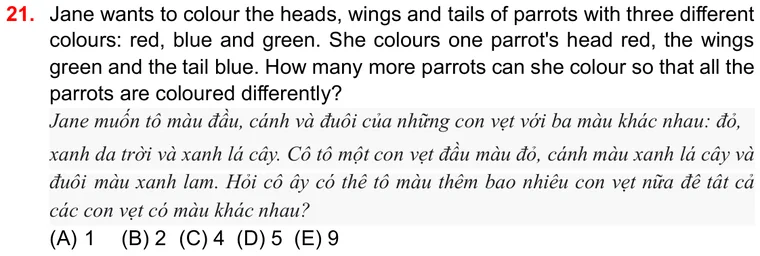 21. Jane wants to colour the heads, wings and tails of parrots with three different
colours: red, blue and green. She colours one parrot's head red, the wings
green and the tail blue. How many more parrots can she colour so that all the
parrots are coloured differently?
Jane muốn tô màu đầu, cánh và đuôi của những con vẹt với ba màu khác nhau: đỏ,
xanh da trời và xanh lá cây. Cô tô một con vẹt đầu màu đỏ, cánh màu xanh lá cây và
đuôi màu xanh lam. Hỏi cô ấy có thể tô màu thêm bao nhiêu con vẹt nữa để tất cả
các con vẹt có màu khác nhau?
(A) 1 (B) 2 (C) 4 (D) 5 (E) 9